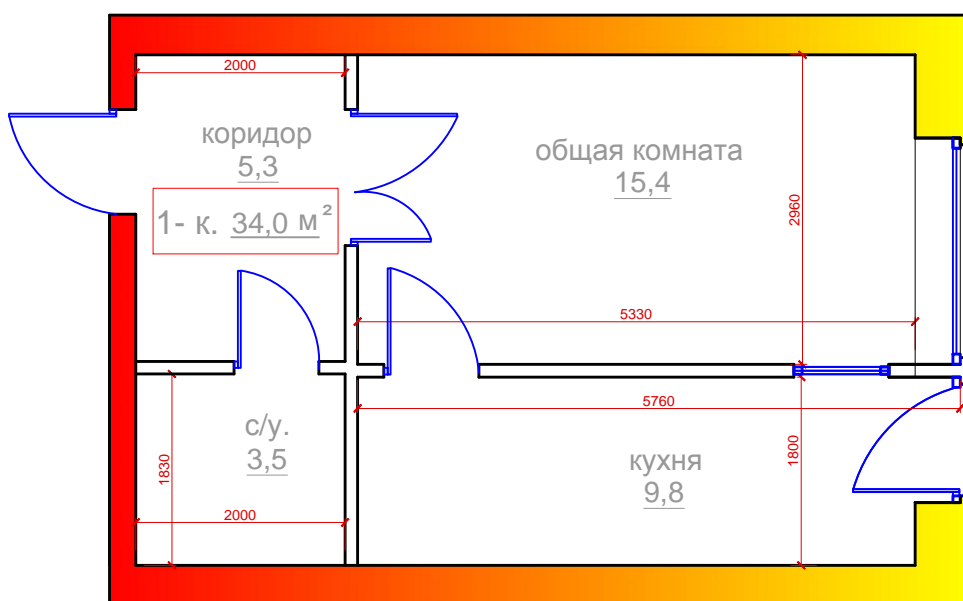 2000
коридор
5,3
1- к. 34,0 м²
общая комната
15,4
2960
5330
5760
с/у.
3,5
1830
2000
кухня
9,8
1800